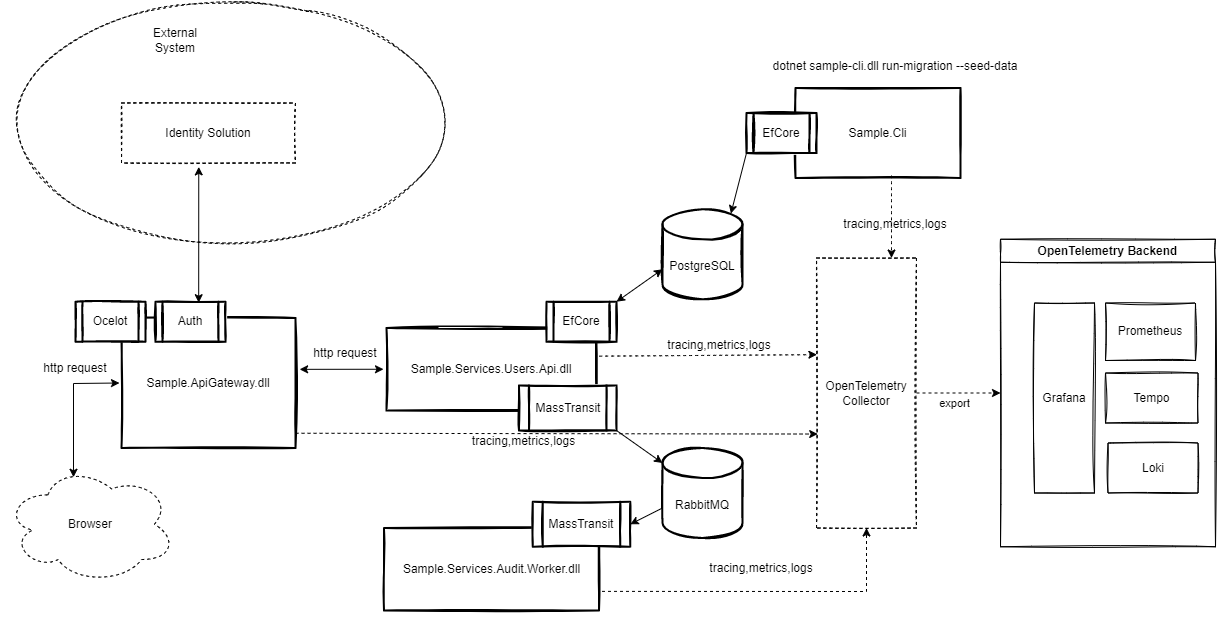 External
System
Identity Solution
dotnet sample-cli.dll run-migration --seed-data
EfCore
Sample.Cli
tracing,metrics,logs
PostgreSQL
OpenTelemetry Backend
Ocelot
Auth
EfCore
http request
Sample.ApiGateway.dll
http request
Sample.Services.Users.Api.dll
tracing,metrics,logs
MassTransit
tracing,metrics,logs
OpenTelemetry
Collector
export
Grafana
Prometheus
Tempo
Loki
Browser
RabbitMQ
MassTransit
Sample.Services.Audit.Worker.dll
tracing,metrics,logs